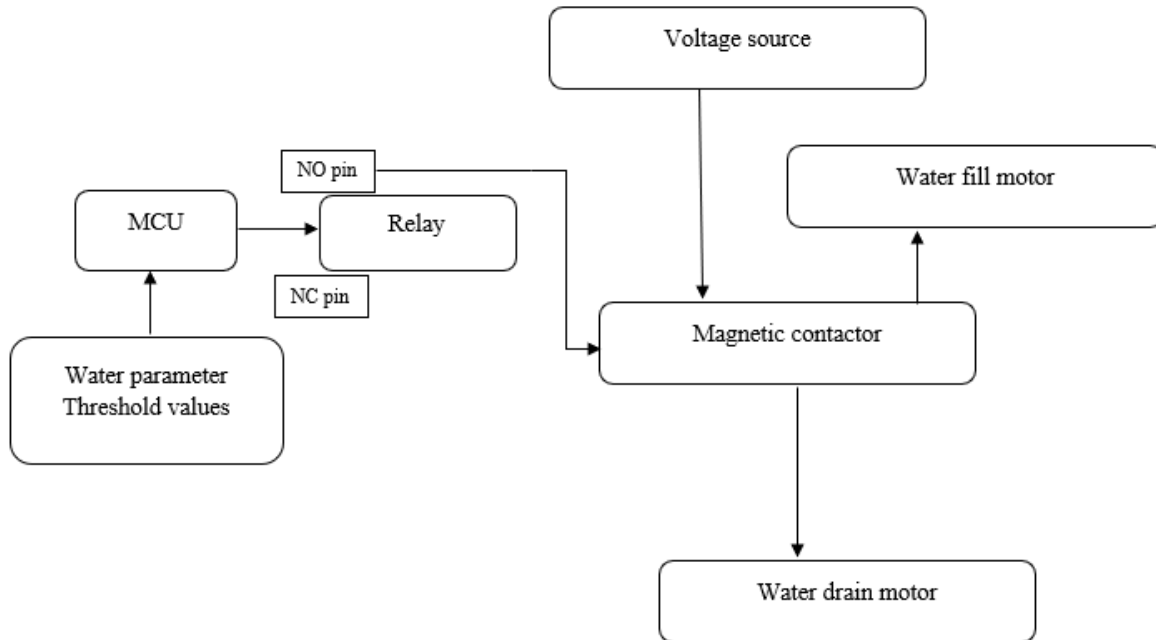 Voltage source
Water fill motor
NO pin
MCU
Relay
NC pin
Magnetic contactor
Water parameter
Threshold values
Water drain motor